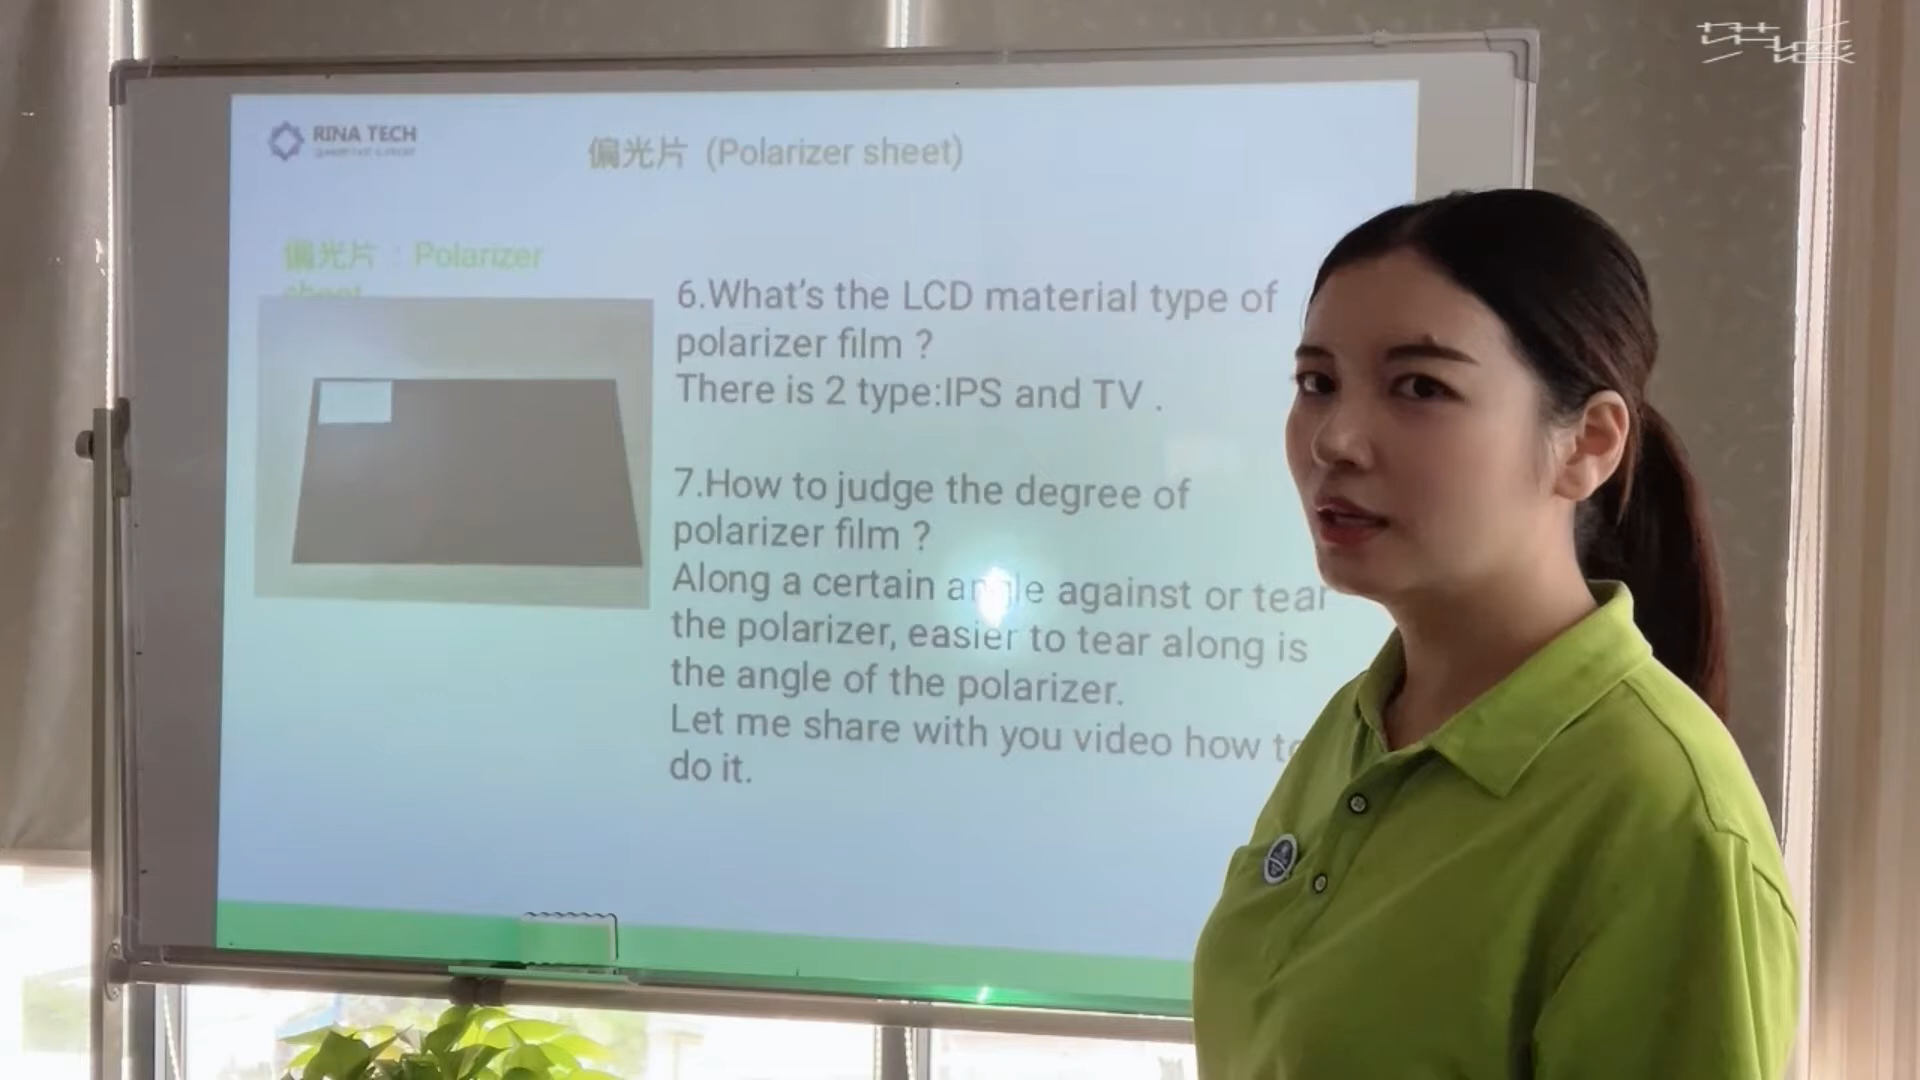 RINA TECH
偏光片 (Polarizer sheet)
偏光片 : Polarizer
sheet
6.What's the LCD material type of
polarizer film ?
There is 2 type:IPS and TV .
7.How to judge the degree of
polarizer film ?
Along a certain angle against or tear
the polarizer, easier to tear along is
the angle of the polarizer.
Let me share with you video how to
do it.